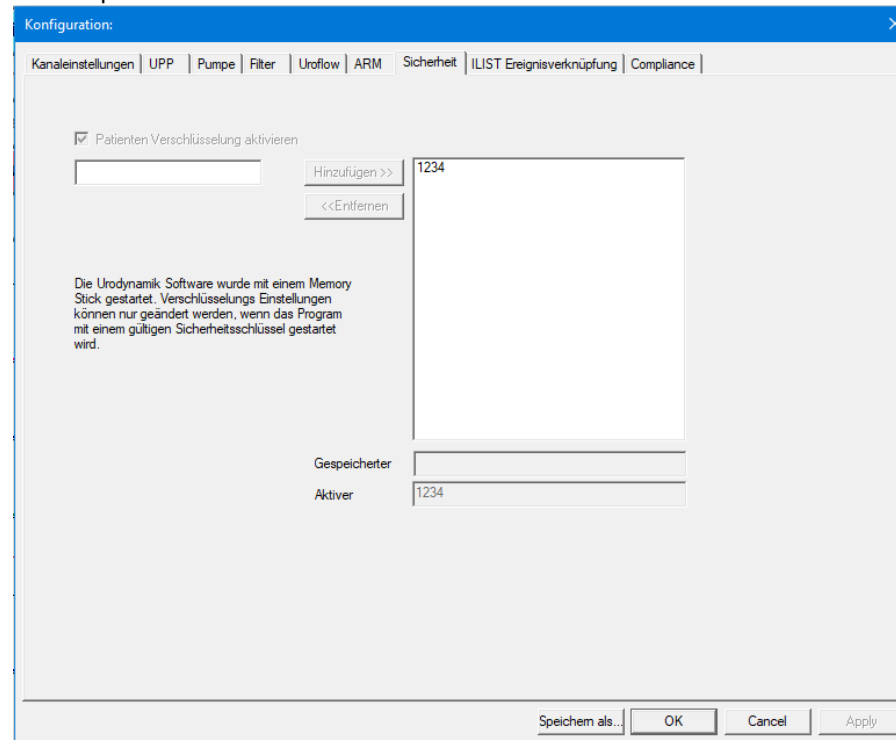 Konfiguration:
Kanaleinstellungen UPP Pumpe Filter Uroflow ARM Sicherheit ILIST Ereignisverknüpfung Compliance
Patienten Verschlüsselung aktivieren
Hinzufügen >>
1234
<<Entfernen
Die Urodynamik Software wurde mit einem Memory
Stick gestartet. Verschlüsselungs Einstellungen
können nur geändert werden, wenn das Program
mit einem gültigen Sicherheitsschlüssel gestartet
wird.
Gespeicherter
Aktiver 1234
Speichern als... OK Cancel Apply